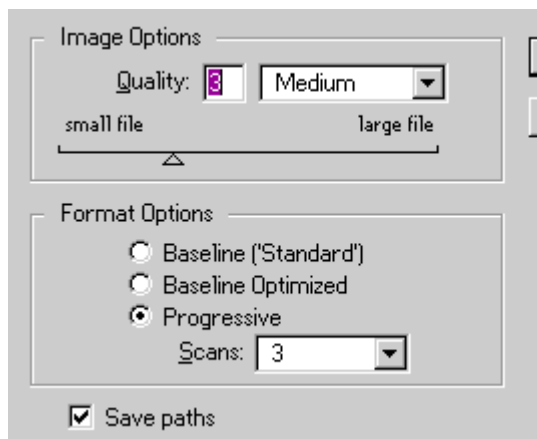 Image Options
Quality: 3 Medium
small file large file
Format Options
Baseline ('Standard')
Baseline Optimized
Progressive
Scans: 3
Save paths